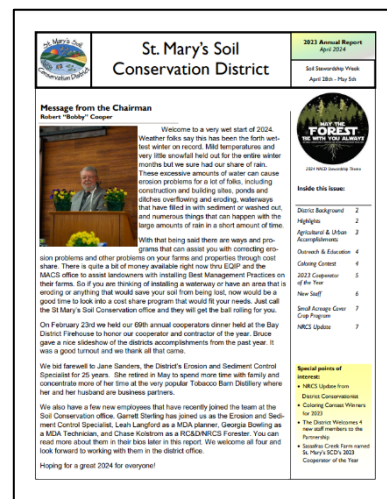 St. Mary's Soil
Conservation District
2023 Annual Report
April 2024
Soil Stewardship Week
April 28th - May 5th
Message from the Chairman
Robert "Bobby" Cooper
Welcome to a very wet start of 2024.
Weather folks say this has been the forth wet-
test winter on record. Mild temperatures and
very little snowfall held out for the entire winter
months but we sure had our share of rain.
These excessive amounts of water can cause
erosion problems for a lot of folks, including
construction and building sites, ponds and
ditches overflowing and eroding, waterways
that have filled in with sediment or washed out,
and numerous things that can happen with the
large amounts of rain in a short amount of time.
With that being said there are ways and pro-
grams that can assist you with correcting ero-
sion problems and other problems on your farms and properties through cost
share. There is quite a bit of money available right now thru EQIP and the
MACS office to assist landowners with installing Best Management Practices on
their farms. So if you are thinking of installing a waterway or have an area that is
eroding or anything that would save your soil from being lost, now would be a
good time to look into a cost share program that would fit your needs. Just call
the St Mary's Soil Conservation office and they will get the ball rolling for you.
On February 23rd we held our 69th annual cooperators dinner held at the Bay
District Firehouse to honor our cooperator and contractor of the year. Bruce
gave a nice slideshow of the districts accomplishments from the past year. It
was a good turnout and we thank all that came.
We bid farewell to Jane Sanders, the District's Erosion and Sediment Control
Specialist for 25 years. She retired in May to spend more time with family and
concentrate more of her time at the very popular Tobacco Barn Distillery where
her and her husband are business partners.
We also have a few new employees that have recently joined the team at the
Soil Conservation office. Garnett Sterling has joined us as the Erosion and Sedi-
ment Control Specialist, Leah Langford as a MDA planner, Georgia Bowling as
a MDA Technician, and Chase Kolstrom as a RC&D/NRCS Forester. You can
read more about them in their bios later in this report. We welcome all four and
look forward to working with them in the district office.
Hoping for a great 2024 for everyone!
MAY THE
FOREST
BE WITH YOU ALWAYS
2024 NACD Stewardship Theme
Inside this issue:
District Background 2
Highlights 2
Agricultural & Urban 3
Accomplishments
Outreach & Education 4
Coloring Contest 4
2023 Cooperator 5
of the Year
New Staff 6
Small Acreage Cover 7
Crop Program
NRCS Update 7
Special points of
interest:
• NRCS Update from
District Conservationist
• Coloring Contest Winners
for 2023
• The District Welcomes 4
new staff members to the
Partnership
• Sassafras Creek Farm named
St. Mary's SCD's 2023
Cooperator of the Year